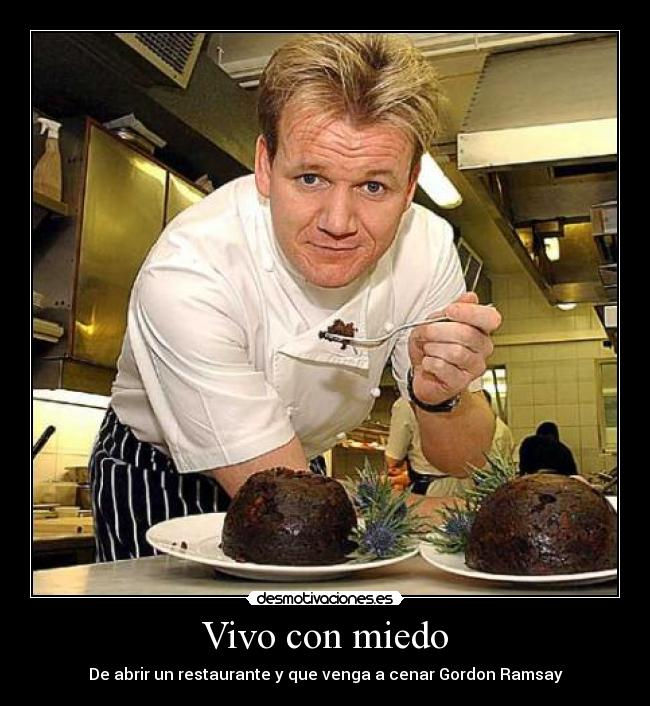 desmotivaciones.es
Vivo con miedo
De abrir un restaurante y que venga a cenar Gordon Ramsay